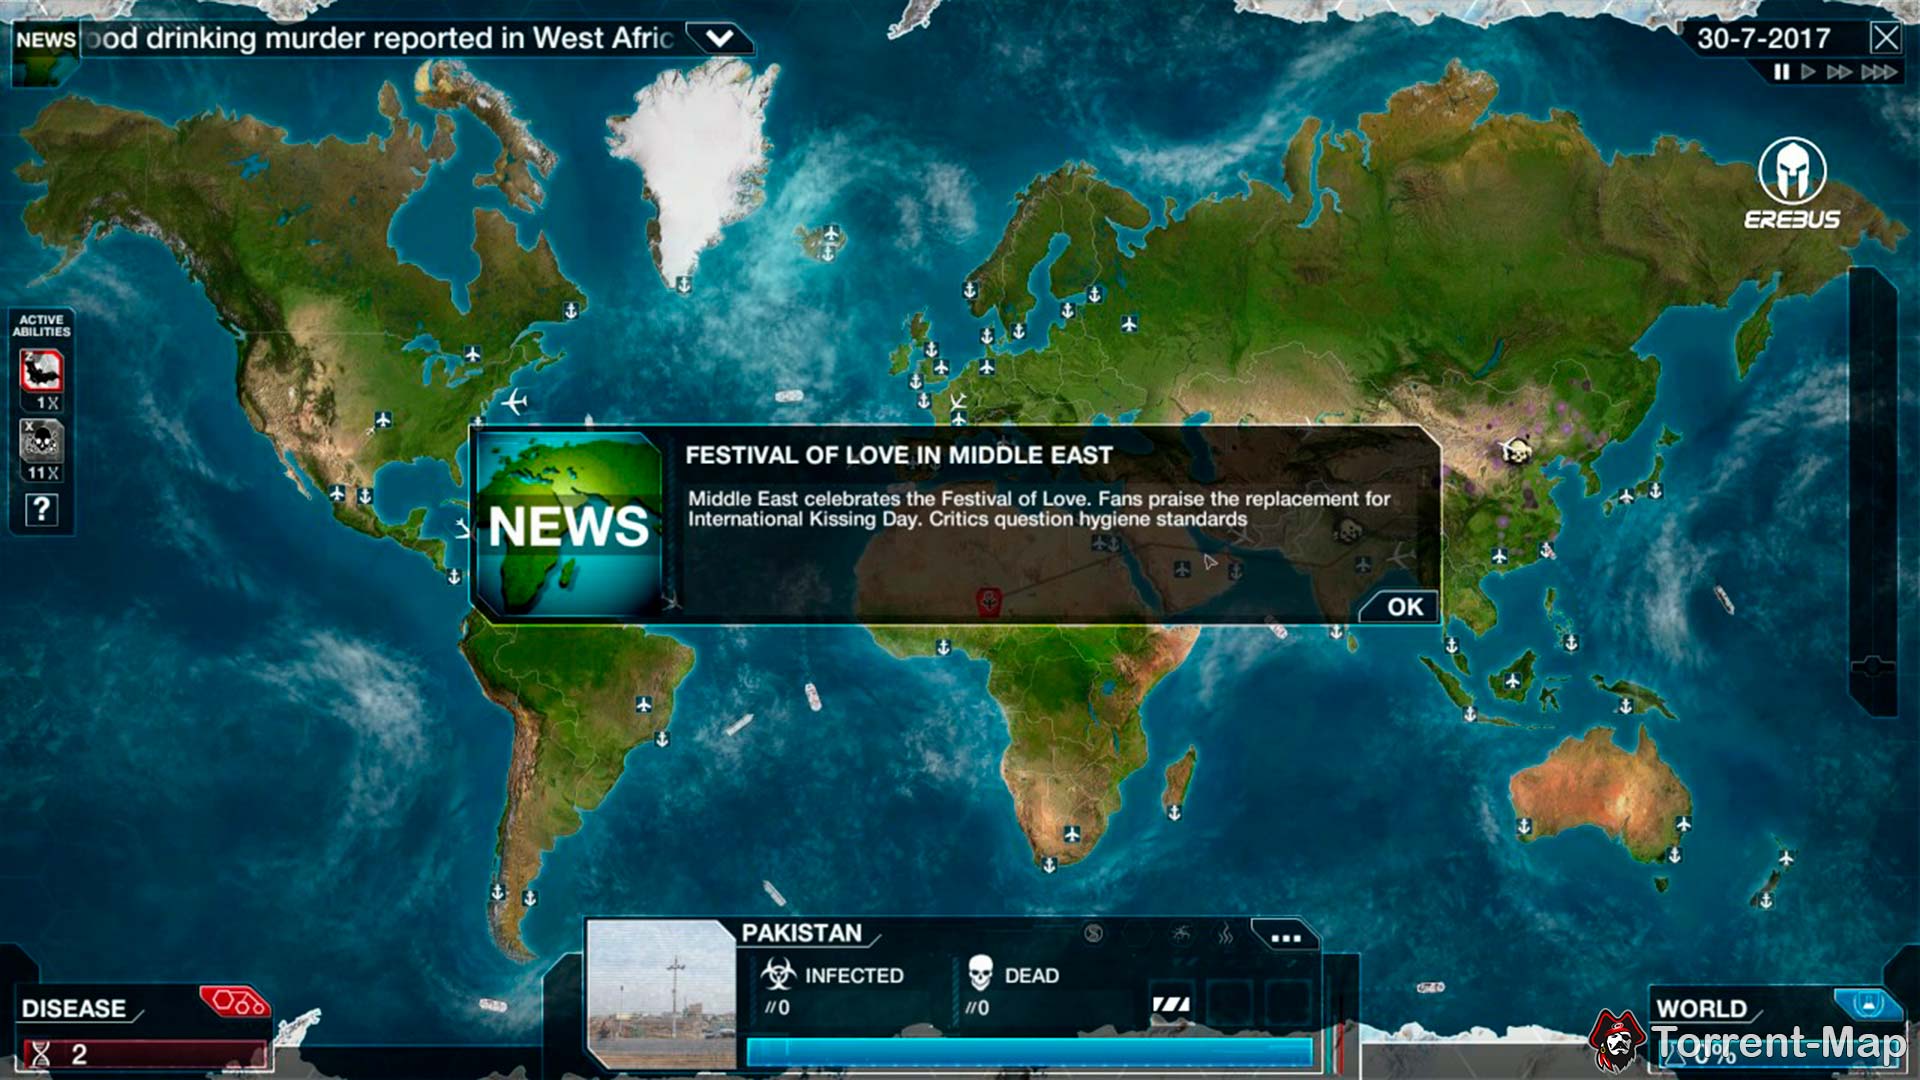 NEWS
ood drinking murder reported in West Afric
30-7-2017
EREBUS
ACTIVE
ABILITIES
Z
1X
X
11X
?
FESTIVAL OF LOVE IN MIDDLE EAST
Middle East celebrates the Festival of Love. Fans praise the replacement for
International Kissing Day. Critics question hygiene standards
NEWS
OK
PAKISTAN
...
INFECTED
DEAD
//0
//0
DISEASE
2
WORLD
0%
Torrent-Map